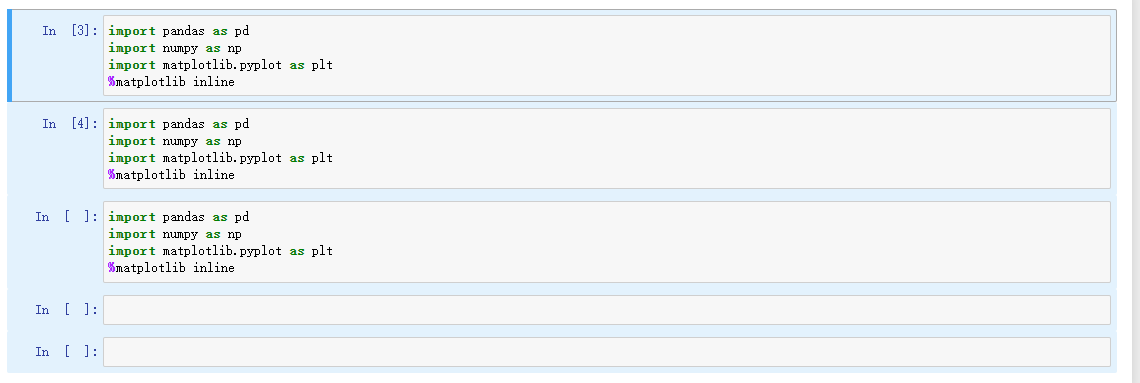 In [3]: import pandas as pd
import numpy as np
import matplotlib.pyplot as plt
%matplotlib inline
In [4]: import pandas as pd
import numpy as np
import matplotlib.pyplot as plt
%matplotlib inline
In [ ]: import pandas as pd
import numpy as np
import matplotlib.pyplot as plt
%matplotlib inline
In [ ]:
In [ ]: